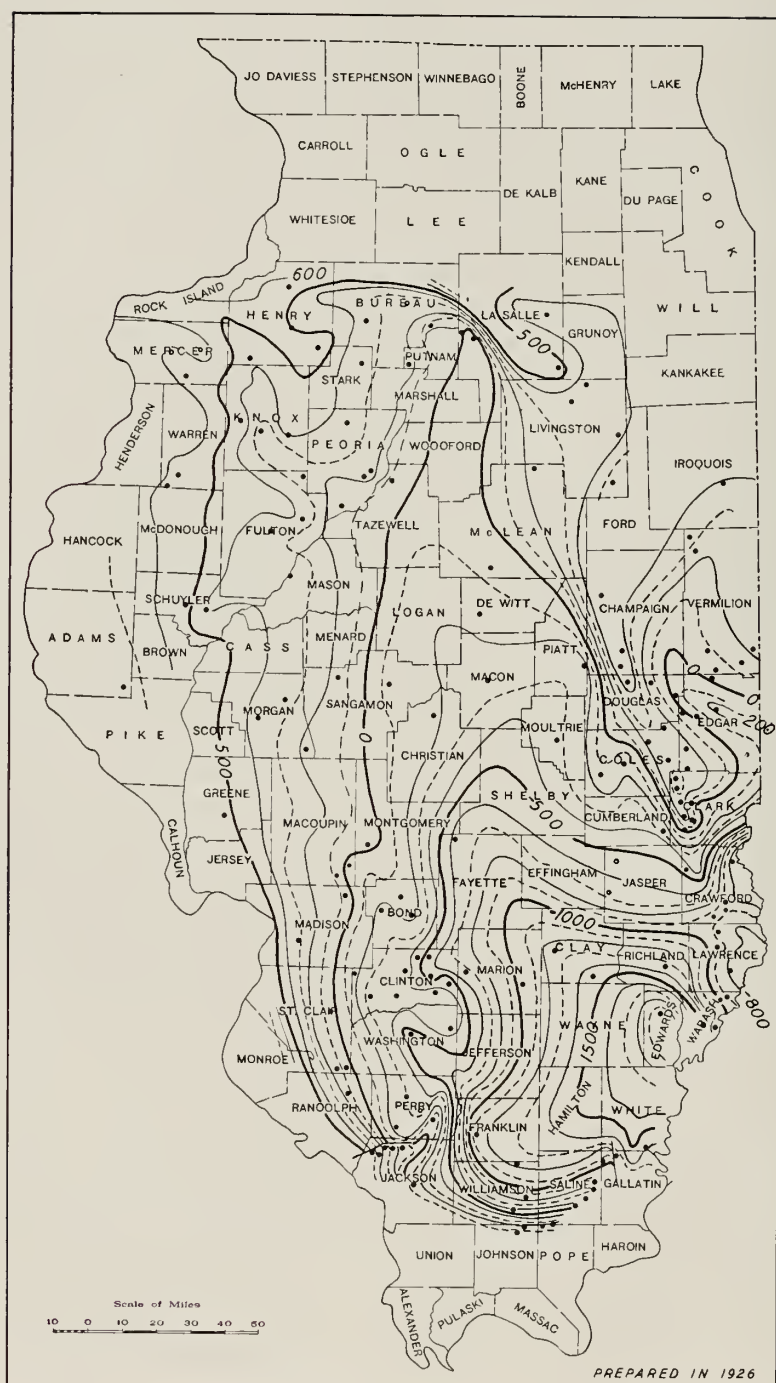 JO DAVIESS STEPHENSON WINNEBAGO BOONE McHENRY LAKE
CARROLL OGLE
DE KALB KANE DU PAGE COOK
WHITESIDE LEE
KENDALL
600
ROCK ISLAND HENRY BUREAU LA SALLE GRUNOY WILL
500
MERCER PUTNAM KANKAKEE
STARK MARSHALL
HENDERSON WARREN KNOX PEORIA WOODFORD LIVINGSTON
IROQUOIS
HANCOCK McDONOUGH FULTON TAZEWELL McLEAN FORD
MASON
SCHUYLER LOGAN DE WITT CHAMPAIGN VERMILION
ADAMS BROWN CASS MENARD PIATT
MACON
0
MORGAN SANGAMON DOUGLAS EDGAR
200
PIKE SCOTT 0 CHRISTIAN MOULTRIE COLES
500
GREENE SHELBY CLARK
-500
CALHOUN MACOUPIN MONTGOMERY CUMBERLAND
JERSEY
FAYETTE EFFINGHAM JASPER
CRAWFORD
MADISON BOND
-1000
CLAY
RICHLAND LAWRENCE
CLINTON MARION
-800
ST. CLAIR WAYNE EDWARDS WABASH
WASHINGTON JEFFERSON 1500
MONROE
RANDOLPH PERRY HAMILTON WHITE
FRANKLIN
JACKSON WILLIAMSON SALINE GALLATIN
UNION JOHNSON POPE HAROIN
ALEXANDER PULASKI MASSAC
Scale of Miles
10 0 10 20 30 40 50
PREPARED IN 1926